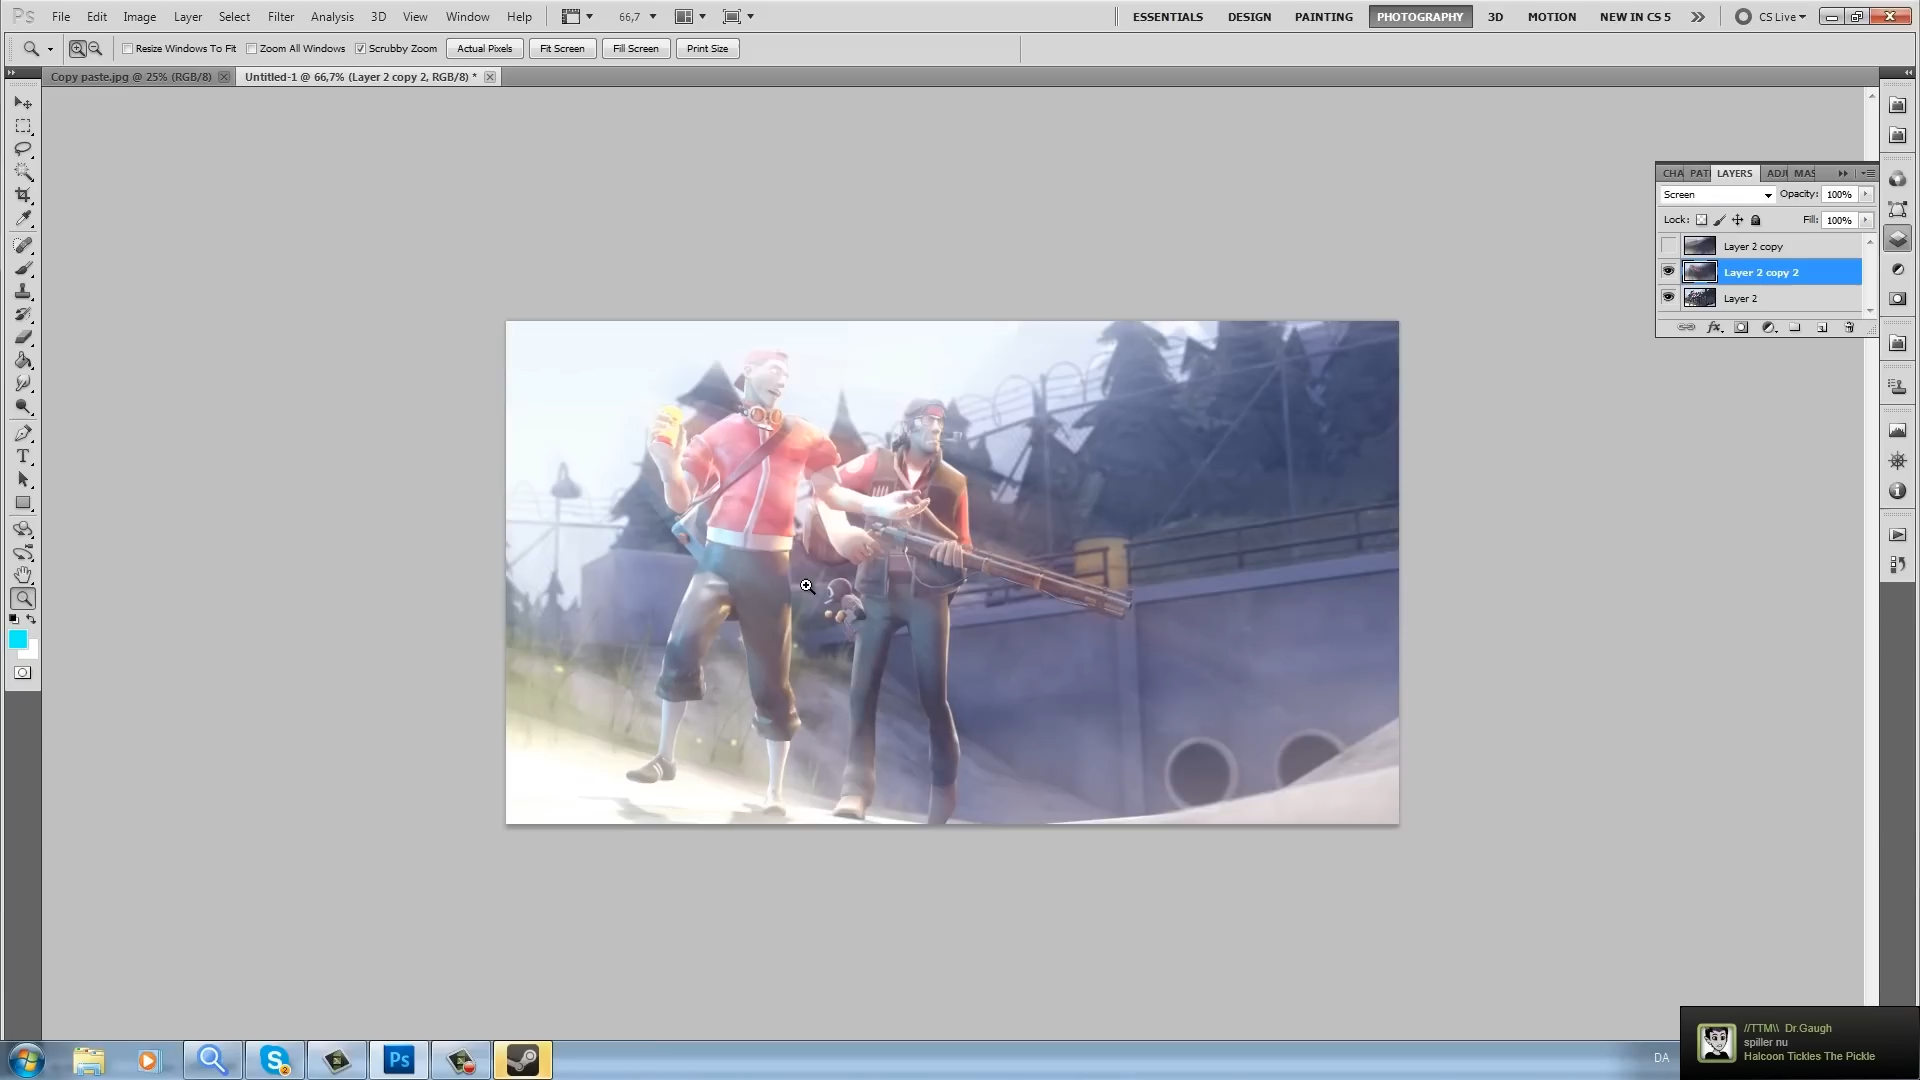 Ps File Edit Image Layer Select Filter Analysis 3D View Window Help 66,7 ESSENTIALS DESIGN PAINTING PHOTOGRAPHY 3D MOTION NEW IN CS 5 CS Live
Resize Windows To Fit Zoom All Windows Scrubby Zoom Actual Pixels Fit Screen Fill Screen Print Size
Copy paste.jpg @ 25% (RGB/8) Untitled-1 @ 66,7% (Layer 2 copy 2, RGB/8) *
CHA PAT LAYERS ADJ MAS
Screen Opacity: 100%
Lock: Fill: 100%
Layer 2 copy
Layer 2 copy 2
Layer 2
fx
T
//TTM\\ Dr.Gaugh
spiller nu
Halcoon Tickles The Pickle
2 Ps DA